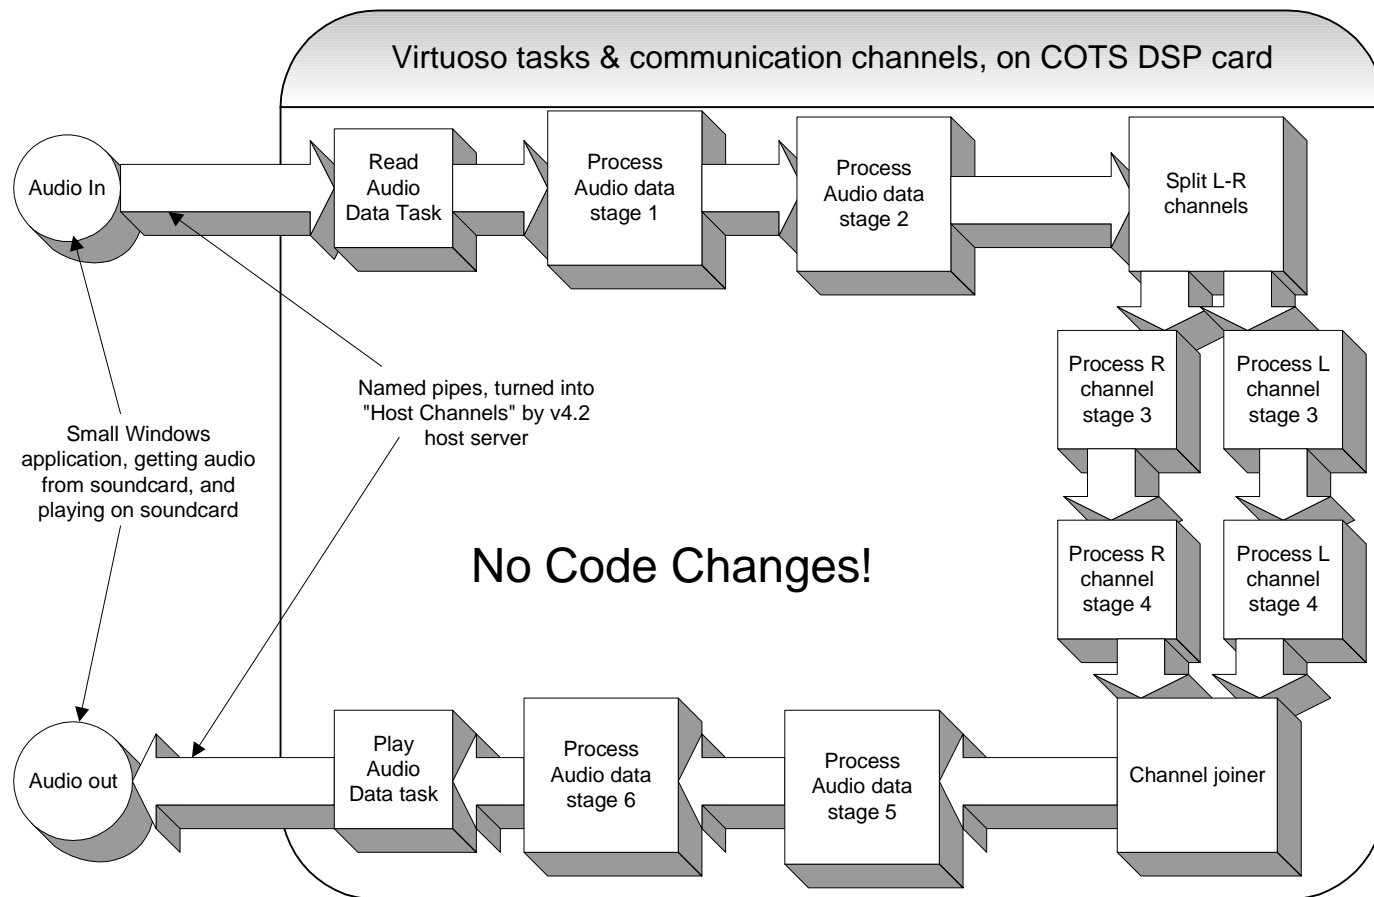 Virtuoso tasks & communication channels, on COTS DSP card
Audio In
Read
Audio
Data Task
Process
Audio data
stage 1
Process
Audio data
stage 2
Split L-R
channels
Process R
channel
stage 3
Process L
channel
stage 3
Named pipes, turned into
"Host Channels" by v4.2
host server
Small Windows
application, getting audio
from soundcard, and
playing on soundcard
No Code Changes!
Process R
channel
stage 4
Process L
channel
stage 4
Audio out
Play
Audio
Data task
Process
Audio data
stage 6
Process
Audio data
stage 5
Channel joiner